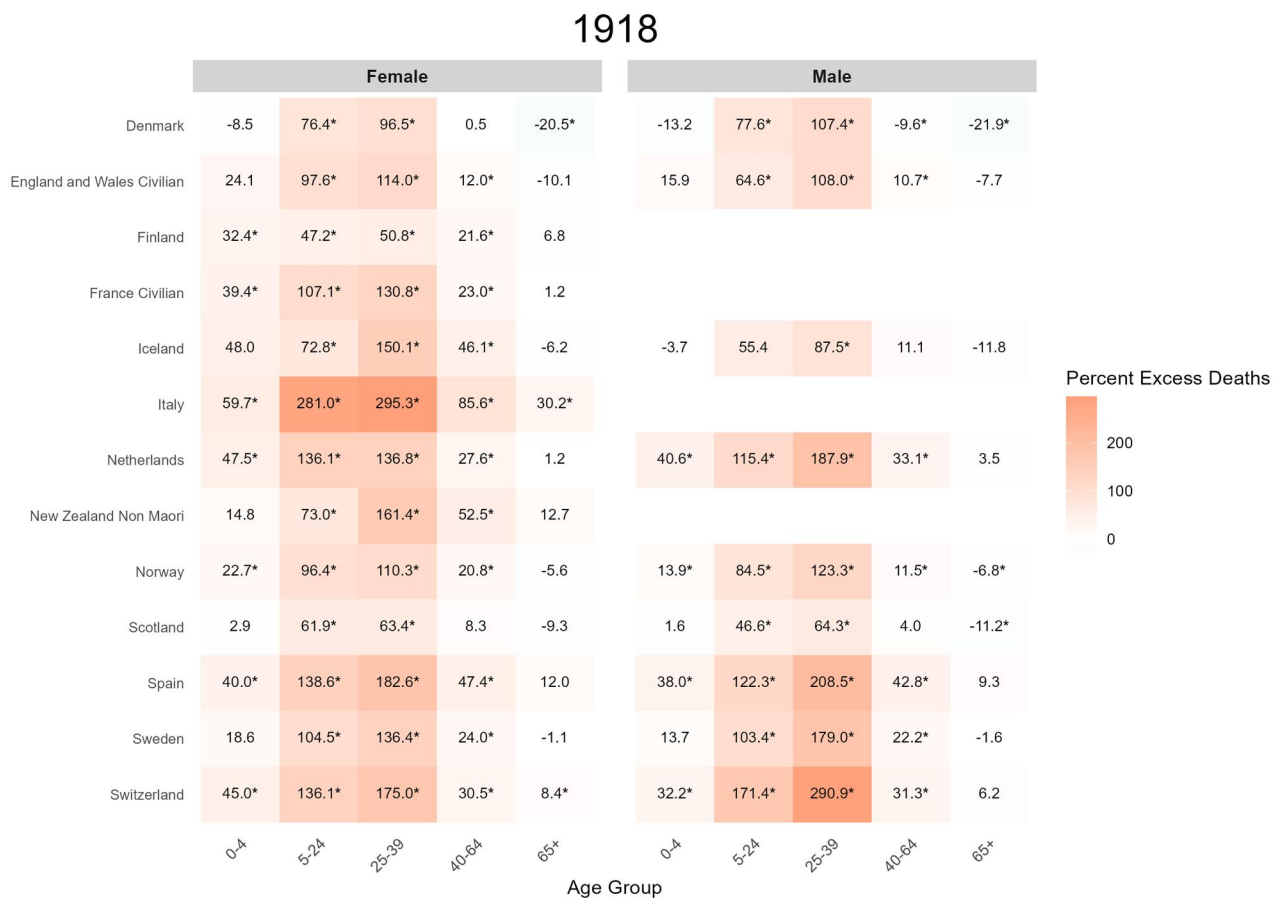 1918
Female Male
Denmark -8.5 76.4* 96.5* 0.5 -20.5* -13.2 77.6* 107.4* -9.6* -21.9*
England and Wales Civilian 24.1 97.6* 114.0* 12.0* -10.1 15.9 64.6* 108.0* 10.7* -7.7
Finland 32.4* 47.2* 50.8* 21.6* 6.8
France Civilian 39.4* 107.1* 130.8* 23.0* 1.2
Iceland 48.0 72.8* 150.1* 46.1* -6.2 -3.7 55.4 87.5* 11.1 -11.8
Italy 59.7* 281.0* 295.3* 85.6* 30.2*
Netherlands 47.5* 136.1* 136.8* 27.6* 1.2 40.6* 115.4* 187.9* 33.1* 3.5
New Zealand Non Maori 14.8 73.0* 161.4* 52.5* 12.7
Norway 22.7* 96.4* 110.3* 20.8* -5.6 13.9* 84.5* 123.3* 11.5* -6.8*
Scotland 2.9 61.9* 63.4* 8.3 -9.3 1.6 46.6* 64.3* 4.0 -11.2*
Spain 40.0* 138.6* 182.6* 47.4* 12.0 38.0* 122.3* 208.5* 42.8* 9.3
Sweden 18.6 104.5* 136.4* 24.0* -1.1 13.7 103.4* 179.0* 22.2* -1.6
Switzerland 45.0* 136.1* 175.0* 30.5* 8.4* 32.2* 171.4* 290.9* 31.3* 6.2
0-4 5-24 25-39 40-64 65+ 0-4 5-24 25-39 40-64 65+
Age Group
Percent Excess Deaths
200
100
0